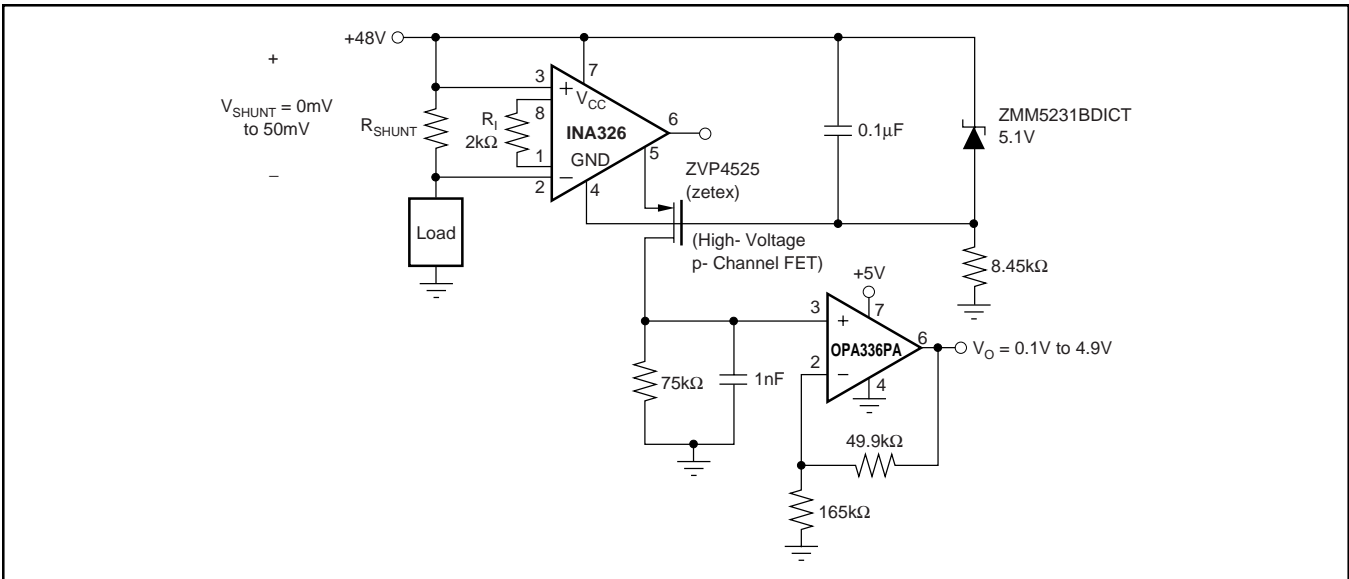 +48V
+
V_SHUNT = 0mV
to 50mV
−
R_SHUNT
Load
3
8
R_I
2kΩ
1
2
+
V_CC
7
INA326
GND
−
4
5
6
ZVP4525
(zetex)
(High- Voltage
p- Channel FET)
0.1µF
ZMM5231BDICT
5.1V
8.45kΩ
+5V
7
3
+
OPA336PA
2
−
4
6
V_O = 0.1V to 4.9V
75kΩ
1nF
49.9kΩ
165kΩ